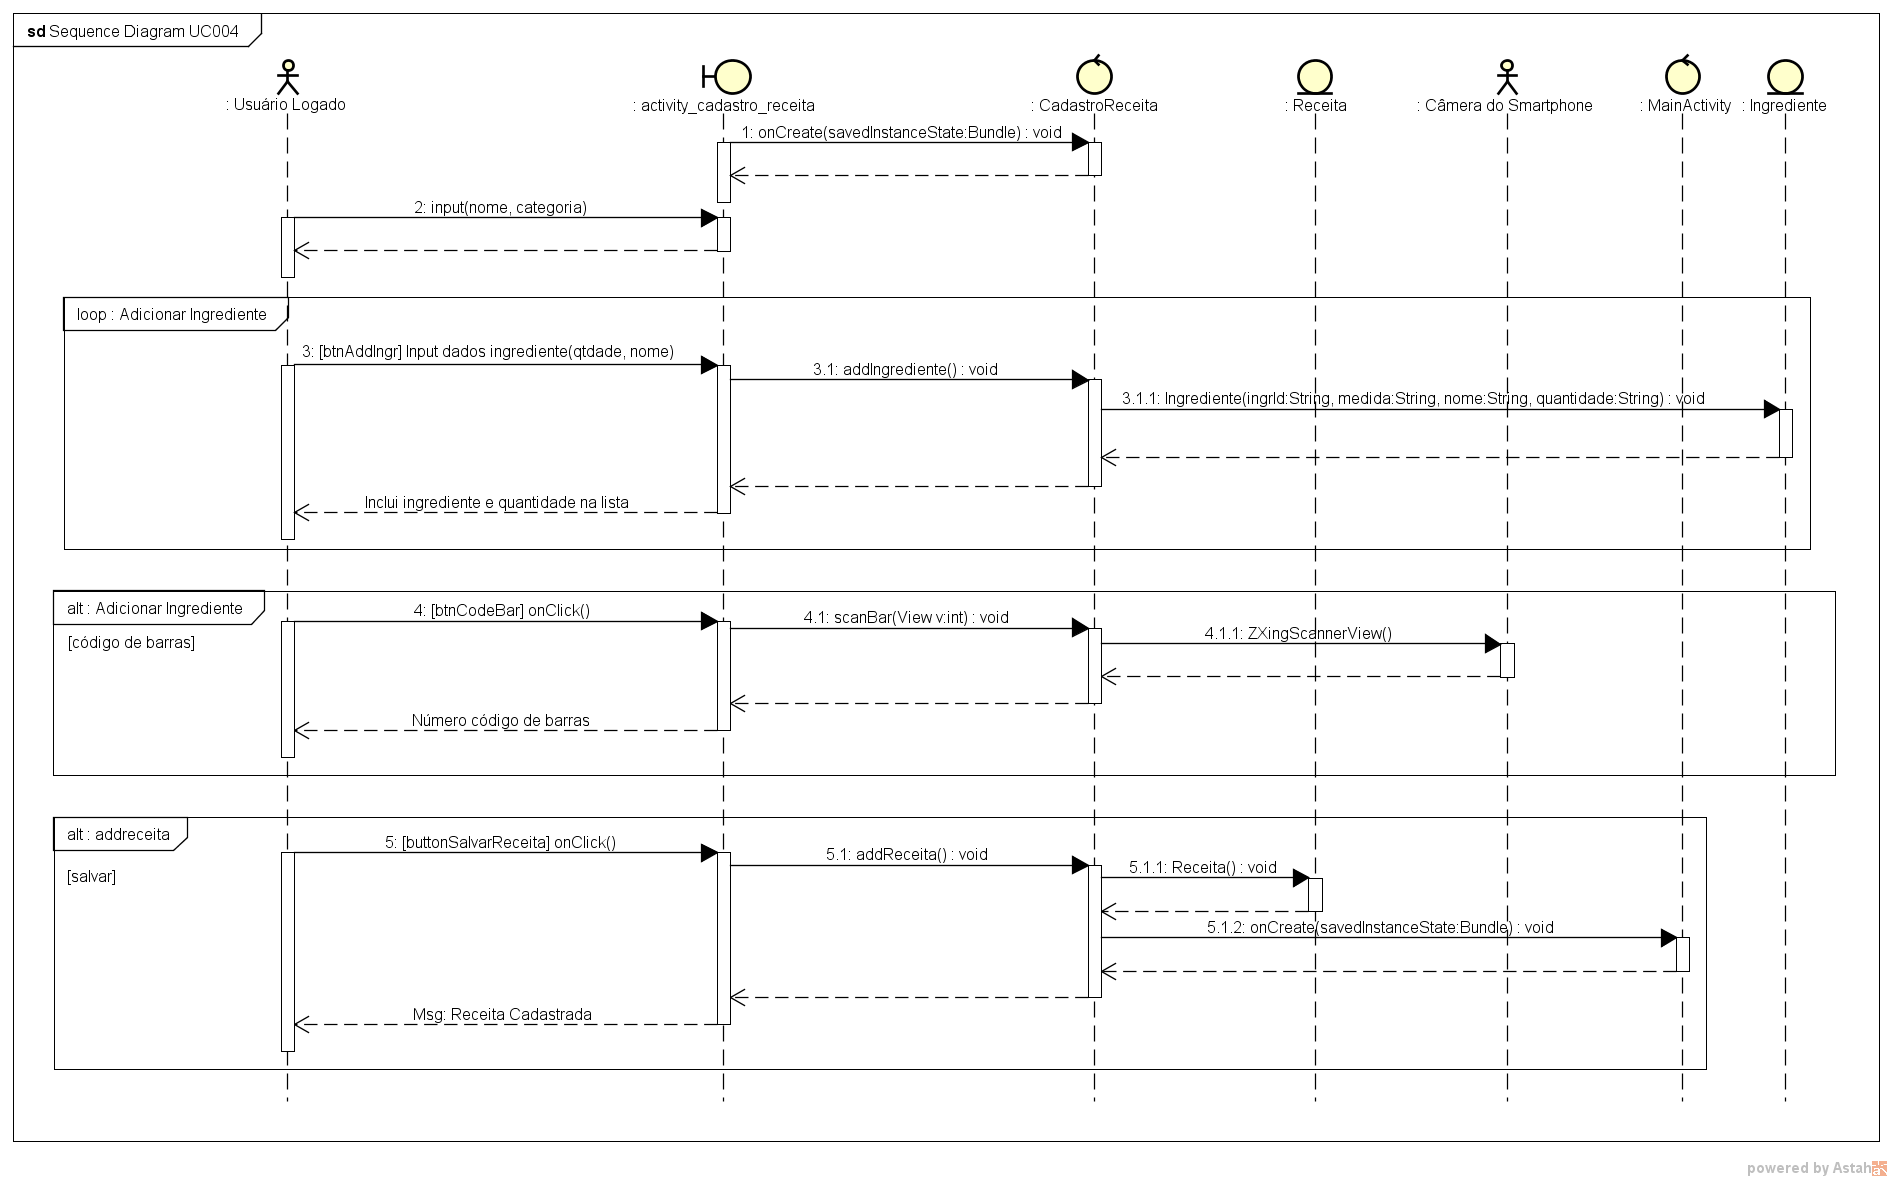 sd Sequence Diagram UC004
: Usuário Logado
: activity_cadastro_receita
: CadastroReceita
: Receita
: Câmera do Smartphone
: MainActivity
: Ingrediente
1: onCreate(savedInstanceState:Bundle) : void
2: input(nome, categoria)
loop : Adicionar Ingrediente
3: [btnAddIngr] Input dados ingrediente(qtdade, nome)
3.1: addIngrediente() : void
3.1.1: Ingrediente(ingrId:String, medida:String, nome:String, quantidade:String) : void
Inclui ingrediente e quantidade na lista
alt : Adicionar Ingrediente
4: [btnCodeBar] onClick()
4.1: scanBar(View v:int) : void
4.1.1: ZXingScannerView()
[código de barras]
Número código de barras
alt : addreceita
5: [buttonSalvarReceita] onClick()
5.1: addReceita() : void
5.1.1: Receita() : void
[salvar]
5.1.2: onCreate(savedInstanceState:Bundle) : void
Msg: Receita Cadastrada
powered by Astah